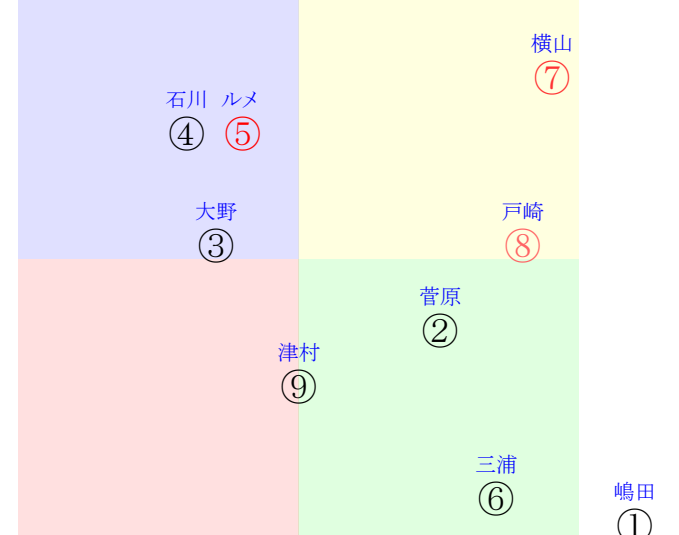 横山
⑦
石川 ルメ
④ ⑤
大野 戸崎
③ ⑧
菅原
②
津村
⑨
三浦
⑥
嶋田
①